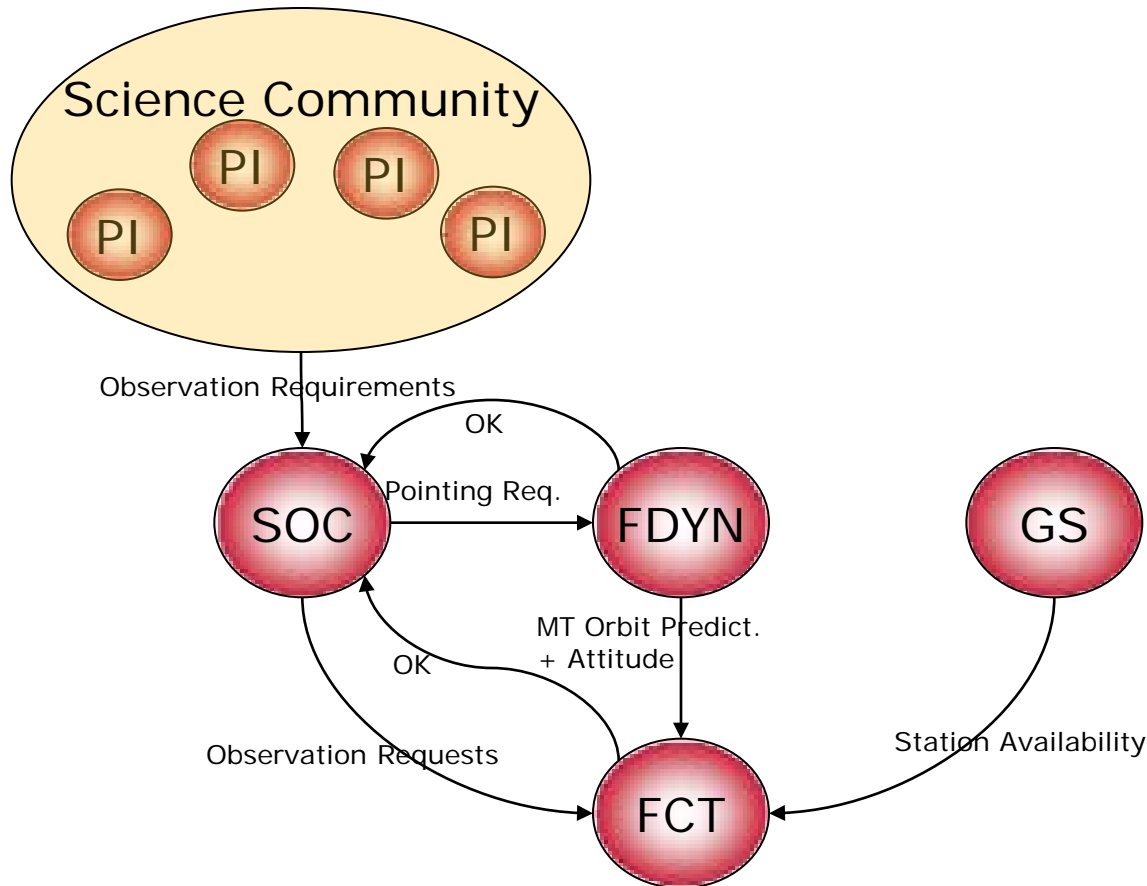 Science Community
PI
PI
PI
PI
Observation Requirements
OK
Pointing Req.
SOC
FDYN
GS
MT Orbit Predict.
+ Attitude
OK
Observation Requests
Station Availability
FCT